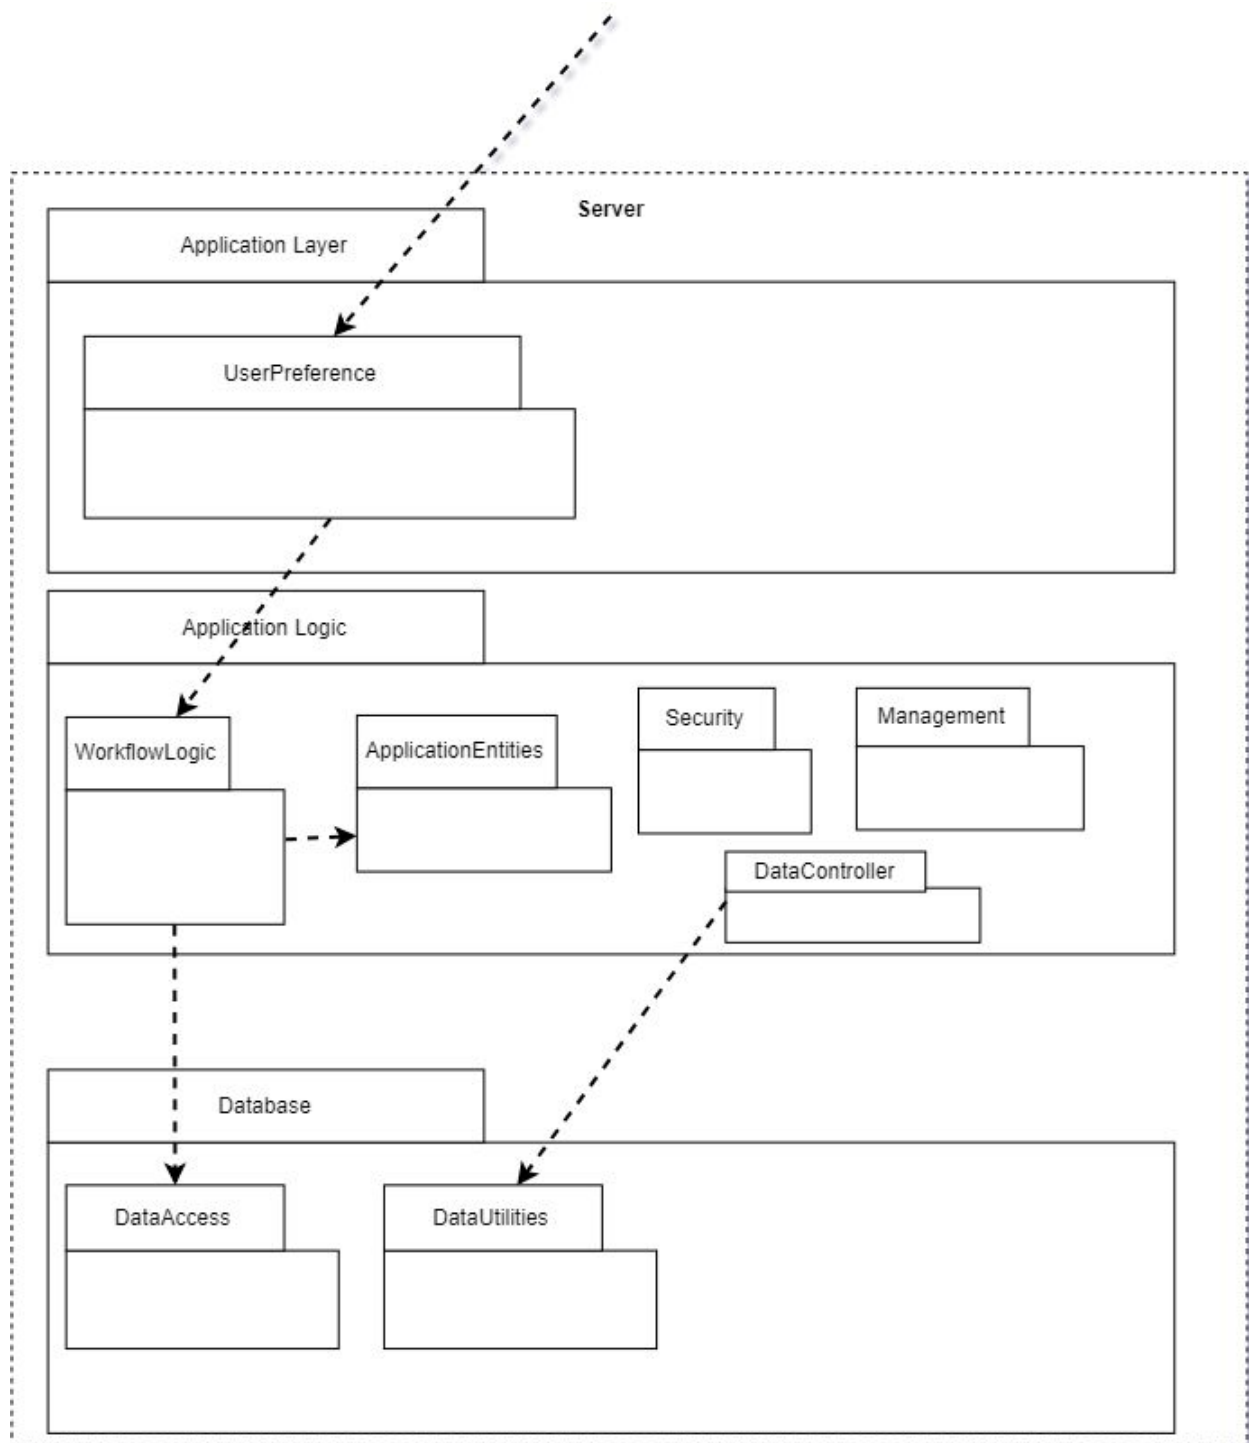 Server
Application Layer
UserPreference
Application Logic
WorkflowLogic
ApplicationEntities
Security
Management
DataController
Database
DataAccess
DataUtilities